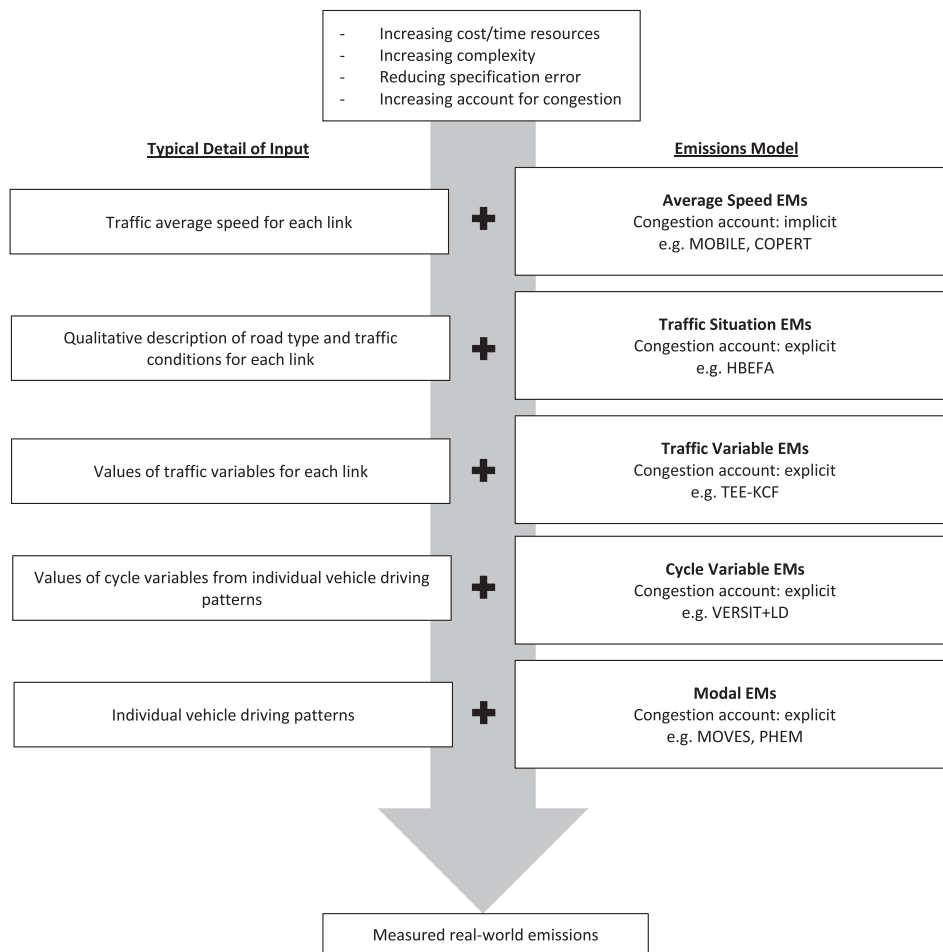 - Increasing cost/time resources
- Increasing complexity
- Reducing specification error
- Increasing account for congestion
Typical Detail of Input
Emissions Model
Traffic average speed for each link
Average Speed EMs
Congestion account: implicit
e.g. MOBILE, COPERT
Qualitative description of road type and traffic
conditions for each link
Traffic Situation EMs
Congestion account: explicit
e.g. HBEFA
Values of traffic variables for each link
Traffic Variable EMs
Congestion account: explicit
e.g. TEE-KCF
Values of cycle variables from individual vehicle driving
patterns
Cycle Variable EMs
Congestion account: explicit
e.g. VERSIT+LD
Individual vehicle driving patterns
Modal EMs
Congestion account: explicit
e.g. MOVES, PHEM
Measured real-world emissions